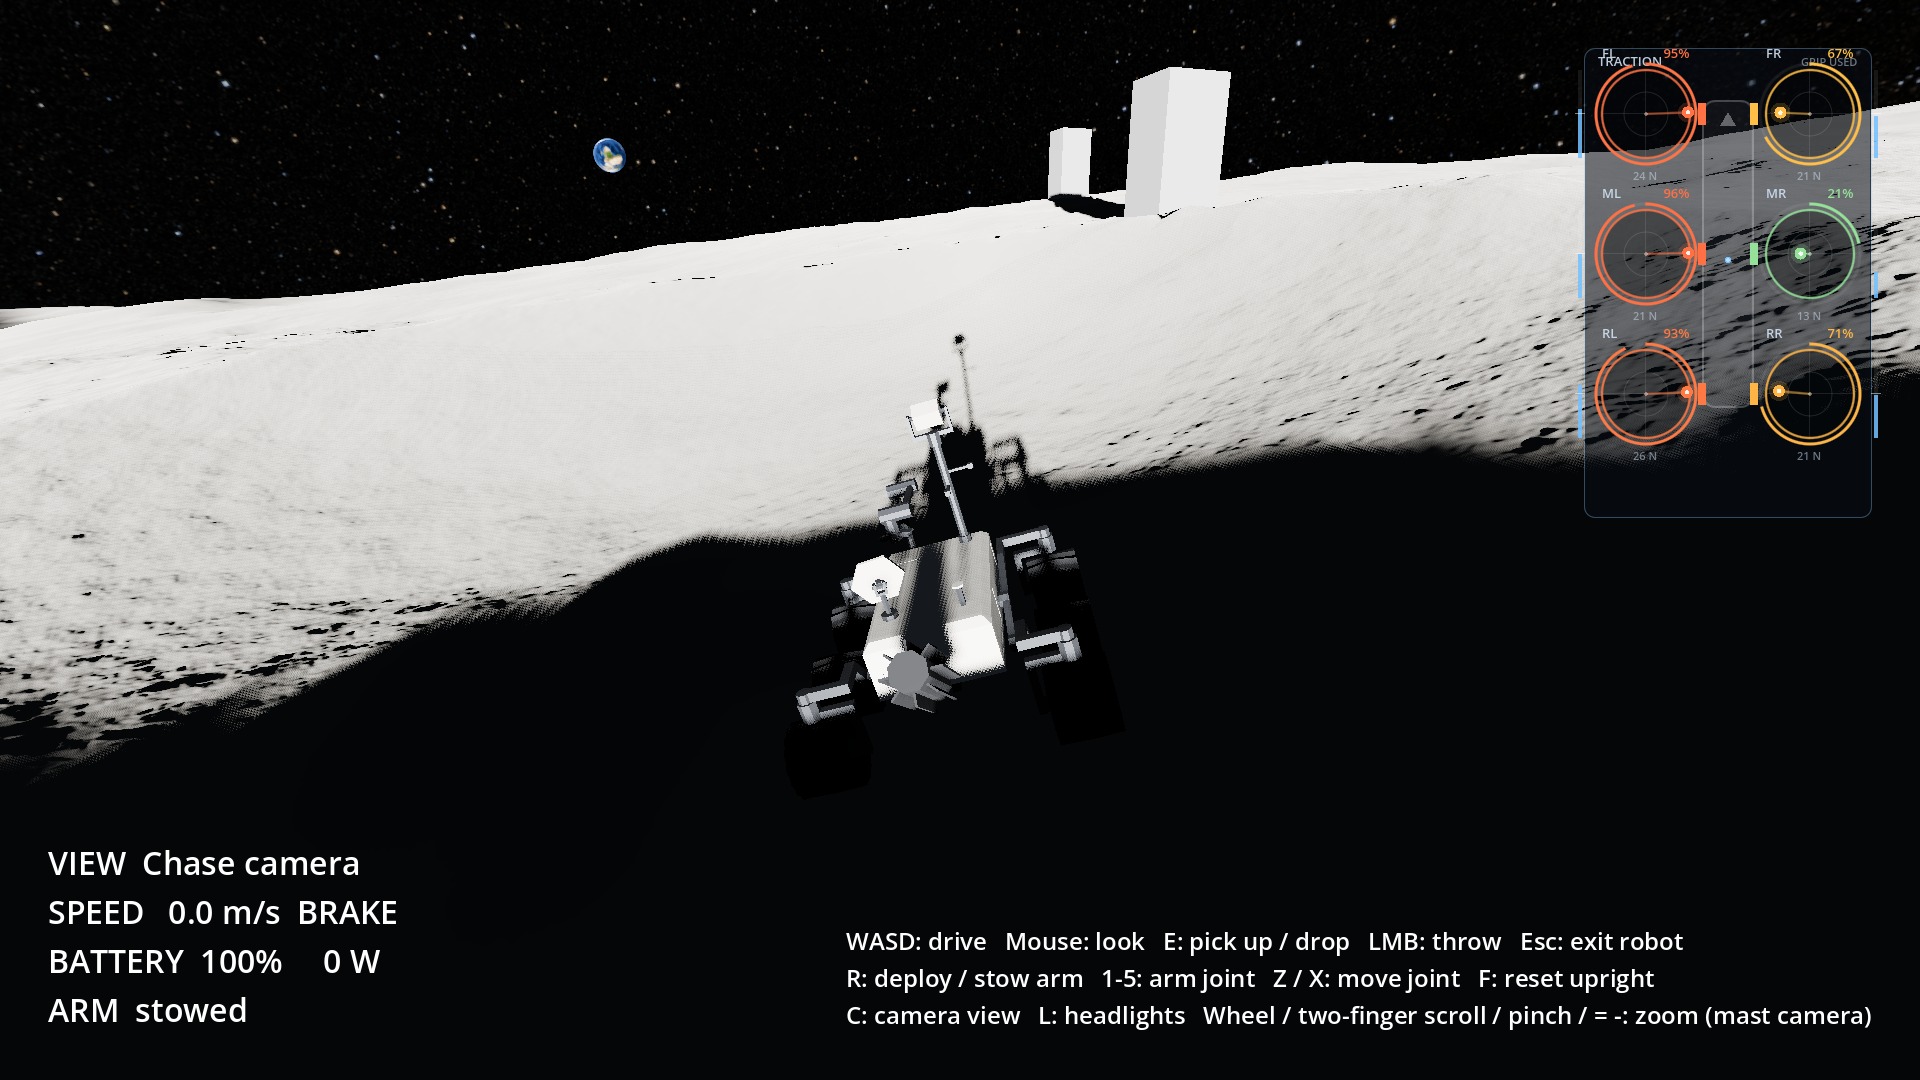 FL 95% FR 67%
TRACTION GRIP USED
24 N 21 N
ML 96% MR 21%
21 N 13 N
RL 93% RR 71%
26 N 21 N
VIEW Chase camera
SPEED 0.0 m/s BRAKE
BATTERY 100% 0 W
ARM stowed
WASD: drive Mouse: look E: pick up / drop LMB: throw Esc: exit robot
R: deploy / stow arm 1-5: arm joint Z / X: move joint F: reset upright
C: camera view L: headlights Wheel / two-finger scroll / pinch / = -: zoom (mast camera)